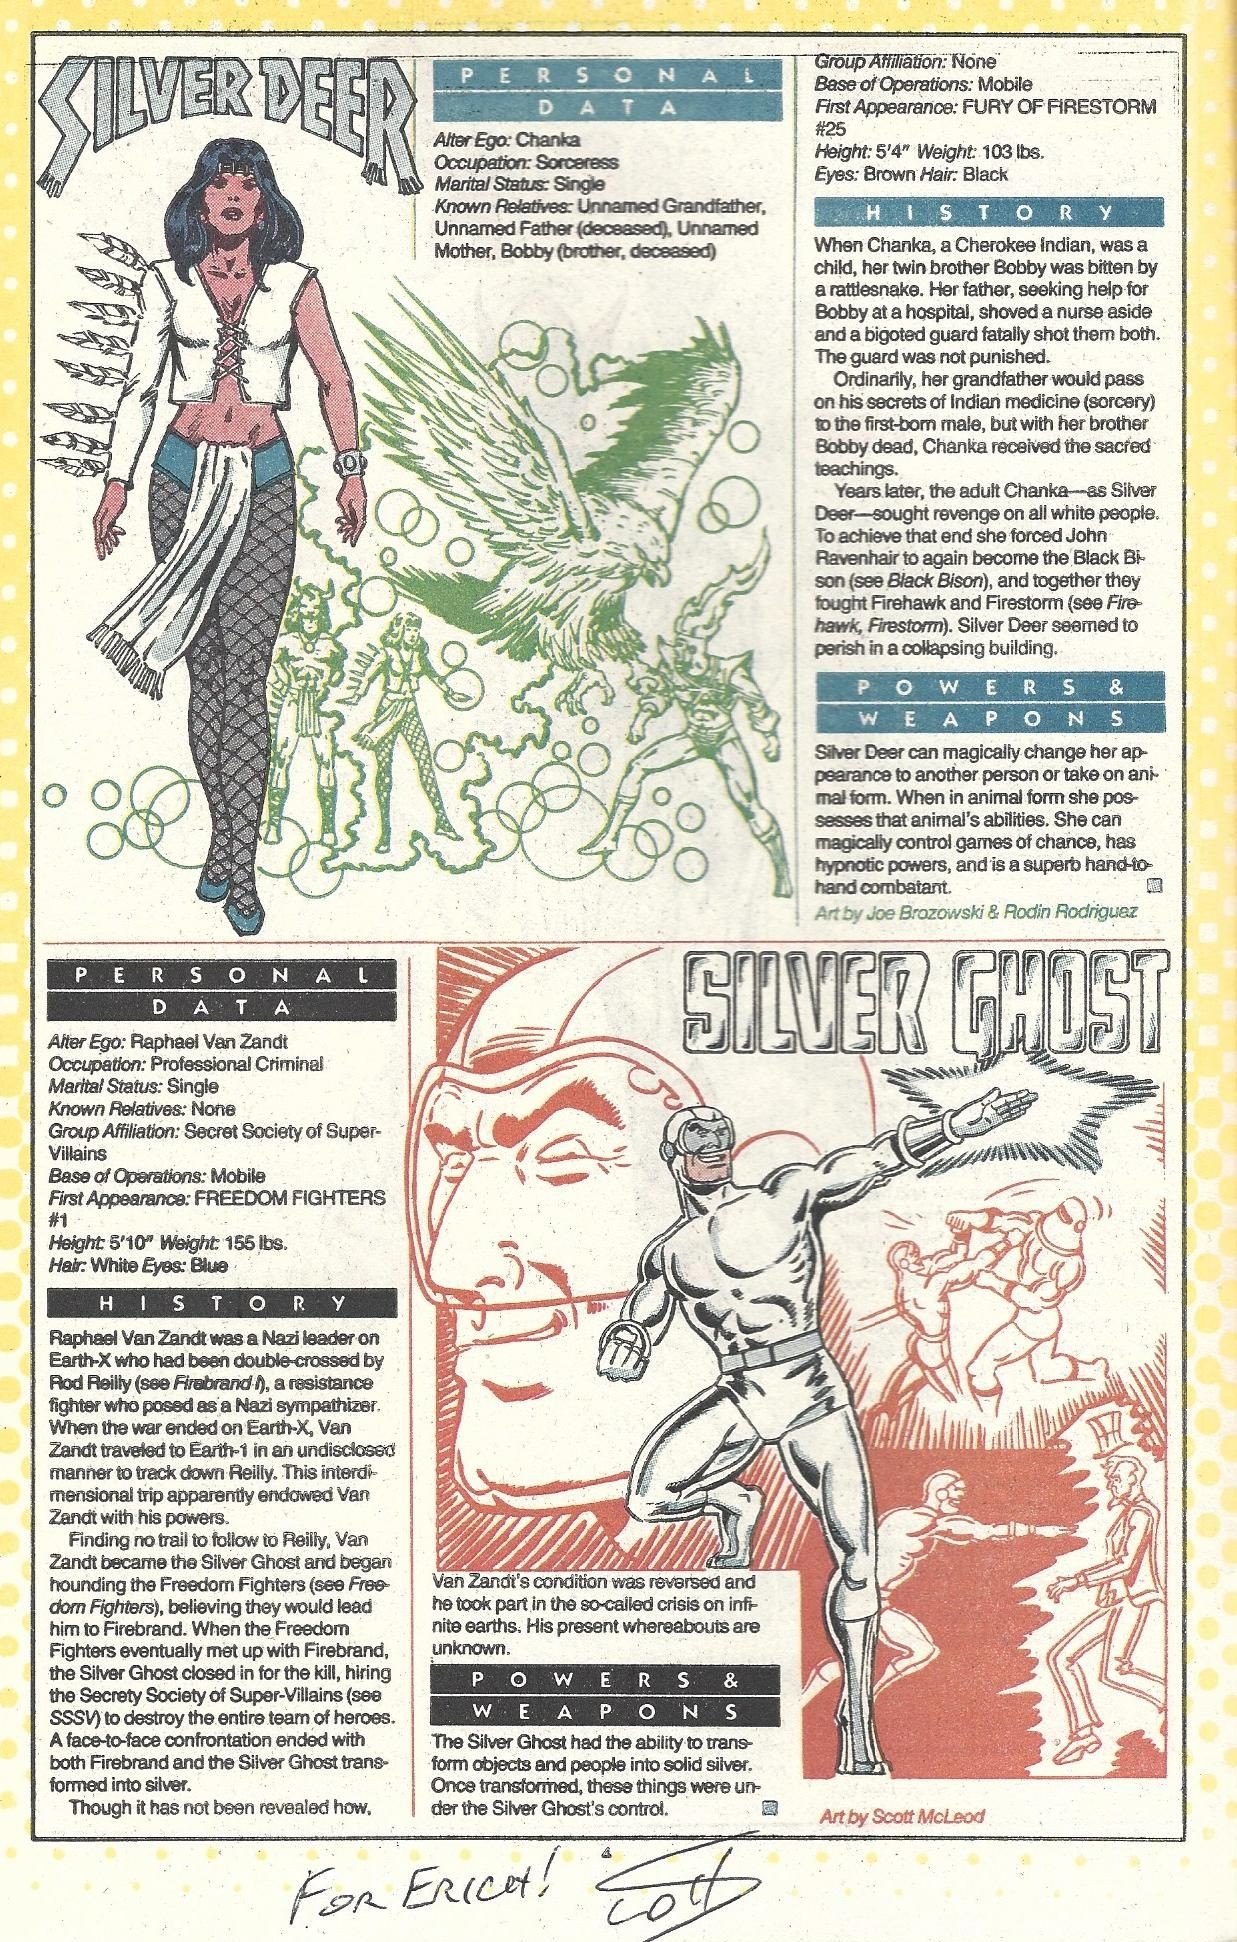 SILVER DEER
PERSONAL
DATA
Alter Ego: Chanka
Occupation: Sorceress
Marital Status: Single
Known Relatives: Unnamed Grandfather,
Unnamed Father (deceased), Unnamed
Mother, Bobby (brother, deceased)
Group Affiliation: None
Base of Operations: Mobile
First Appearance: FURY OF FIRESTORM
#25
Height: 5'4" Weight: 103 lbs.
Eyes: Brown Hair: Black
HISTORY
When Chanka, a Cherokee Indian, was a
child, her twin brother Bobby was bitten by
a rattlesnake. Her father, seeking help for
Bobby at a hospital, shoved a nurse aside
and a bigoted guard fatally shot them both.
The guard was not punished.
Ordinarily, her grandfather would pass
on his secrets of Indian medicine (sorcery)
to the first-born male, but with her brother
Bobby dead, Chanka received the sacred
teachings.
Years later, the adult Chanka—as Silver
Deer—sought revenge on all white people.
To achieve that end she forced John
Ravenhair to again become the Black Bi-
son (see Black Bison), and together they
fought Firehawk and Firestorm (see Fire-
hawk, Firestorm). Silver Deer seemed to
perish in a collapsing building.
POWERS &
WEAPONS
Silver Deer can magically change her ap-
pearance to another person or take on ani-
mal form. When in animal form she pos-
sesses that animal's abilities. She can
magically control games of chance, has
hypnotic powers, and is a superb hand-to-
hand combatant.
Art by Joe Brozowski & Rodin Rodriguez
SILVER GHOST
PERSONAL
DATA
Alter Ego: Raphael Van Zandt
Occupation: Professional Criminal
Marital Status: Single
Known Relatives: None
Group Affiliation: Secret Society of Super-
Villains
Base of Operations: Mobile
First Appearance: FREEDOM FIGHTERS
#1
Height: 5'10" Weight: 155 lbs.
Hair: White Eyes: Blue
HISTORY
Raphael Van Zandt was a Nazi leader on
Earth-X who had been double-crossed by
Rod Reilly (see Firebrand I), a resistance
fighter who posed as a Nazi sympathizer.
When the war ended on Earth-X, Van
Zandt traveled to Earth-1 in an undisclosed
manner to track down Reilly. This interdi-
mensional trip apparently endowed Van
Zandt with his powers.
Finding no trail to follow to Reilly, Van
Zandt became the Silver Ghost and began
hounding the Freedom Fighters (see Free-
dom Fighters), believing they would lead
him to Firebrand. When the Freedom
Fighters eventually met up with Firebrand,
the Silver Ghost closed in for the kill, hiring
the Secrety Society of Super-Villains (see
SSSV) to destroy the entire team of heroes.
A face-to-face confrontation ended with
both Firebrand and the Silver Ghost trans-
formed into silver.
Though it has not been revealed how,
Van Zandt's condition was reversed and
he took part in the so-called crisis on infi-
nite earths. His present whereabouts are
unknown.
POWERS &
WEAPONS
The Silver Ghost had the ability to trans-
form objects and people into solid silver.
Once transformed, these things were un-
der the Silver Ghost's control.
Art by Scott McLeod
4
FOR ERICH! Scott